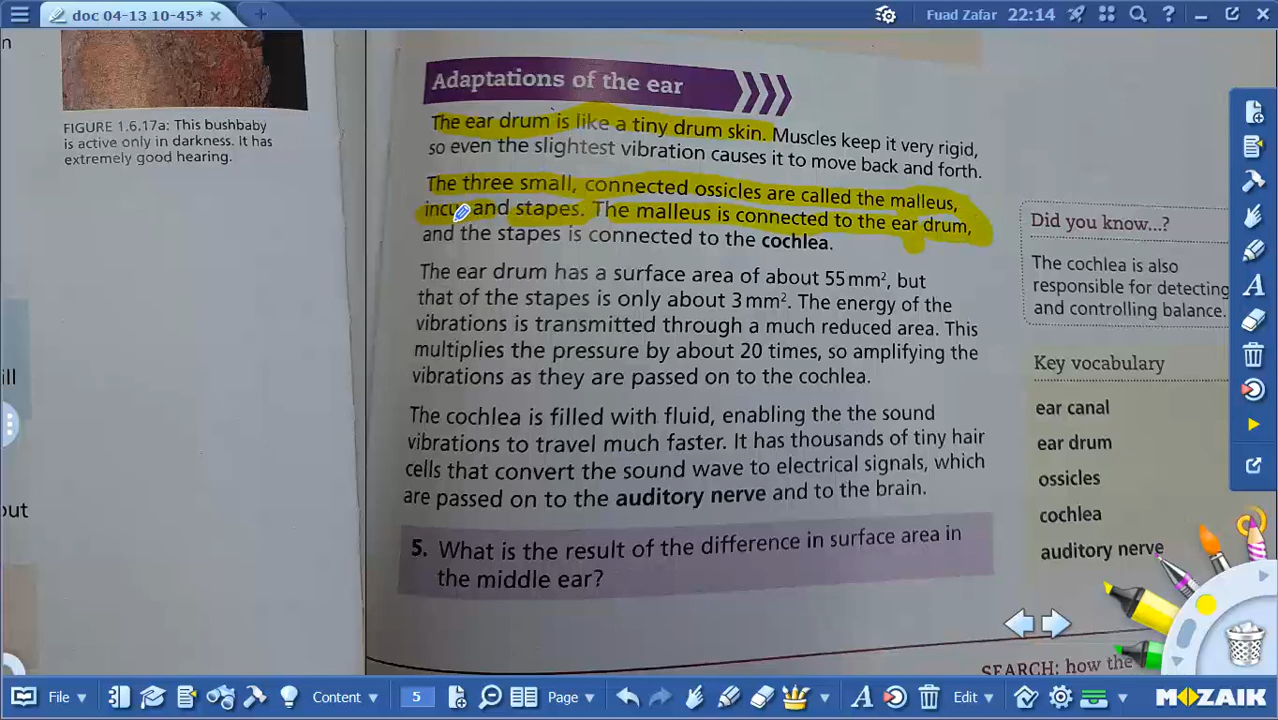 doc 04-13 10-45*
Fuad Zafar 22:14
n
FIGURE 1.6.17a: This bushbaby
is active only in darkness. It has
extremely good hearing.
ill
out
Adaptations of the ear
The ear drum is like a tiny drum skin. Muscles keep it very rigid,
so even the slightest vibration causes it to move back and forth.
The three small, connected ossicles are called the malleus,
incu and stapes. The malleus is connected to the ear drum,
and the stapes is connected to the cochlea.
The ear drum has a surface area of about 55 mm², but
that of the stapes is only about 3 mm². The energy of the
vibrations is transmitted through a much reduced area. This
multiplies the pressure by about 20 times, so amplifying the
vibrations as they are passed on to the cochlea.
The cochlea is filled with fluid, enabling the the sound
vibrations to travel much faster. It has thousands of tiny hair
cells that convert the sound wave to electrical signals, which
are passed on to the auditory nerve and to the brain.
5. What is the result of the difference in surface area in
the middle ear?
Did you know...?
The cochlea is also
responsible for detecting
and controlling balance.
Key vocabulary
ear canal
ear drum
ossicles
cochlea
auditory nerve
SEARCH: how the
File
Content
5
Page
Edit
MOZAIK